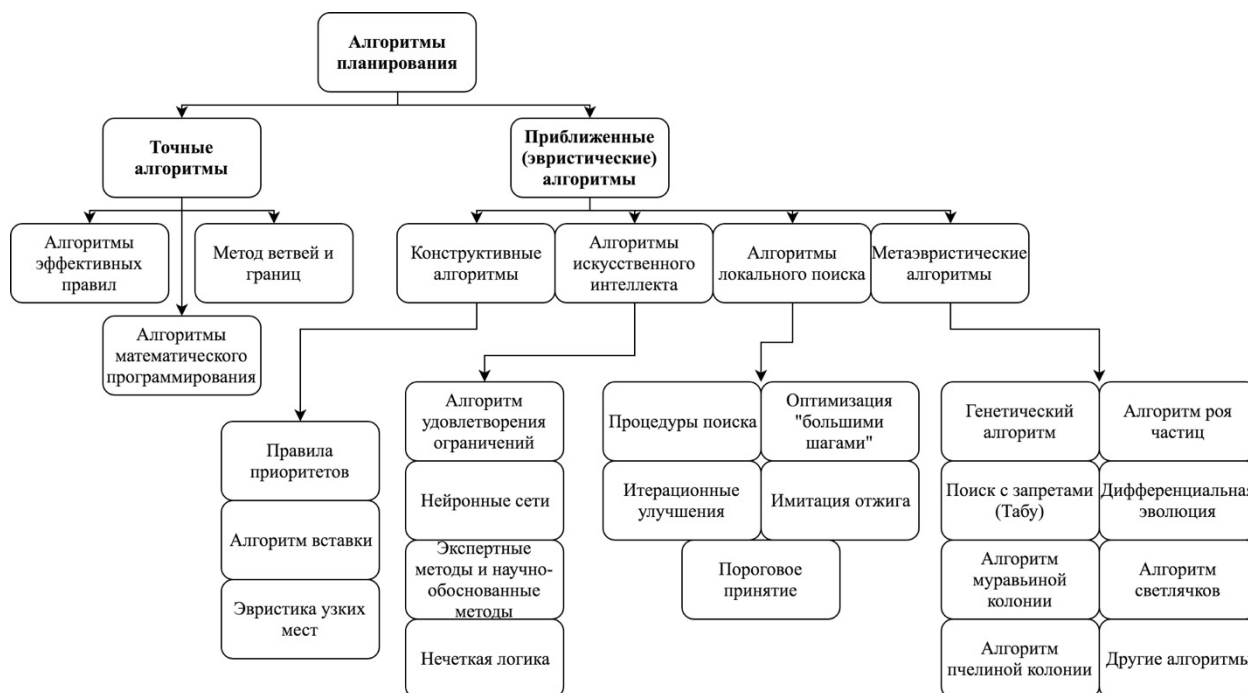 Алгоритмы
планирования
Точные
алгоритмы
Приближенные
(эвристические)
алгоритмы
Алгоритмы
эффективных
правил
Метод ветвей и
границ
Алгоритмы
математического
программирования
Конструктивные
алгоритмы
Алгоритмы
искусственного
интеллекта
Алгоритмы
локального поиска
Метаэвристические
алгоритмы
Правила
приоритетов
Алгоритм вставки
Эвристика узких
мест
Алгоритм
удовлетворения
ограничений
Нейронные сети
Экспертные
методы и научно-
обоснованные
методы
Нечеткая логика
Процедуры поиска
Оптимизация
"большими
шагами"
Итерационные
улучшения
Имитация отжига
Пороговое
принятие
Генетический
алгоритм
Алгоритм роя
частиц
Поиск с запретами
(Табу)
Дифференциальная
эволюция
Алгоритм
муравьиной
колонии
Алгоритм
светлячков
Алгоритм
пчелиной колонии
Другие алгоритмы